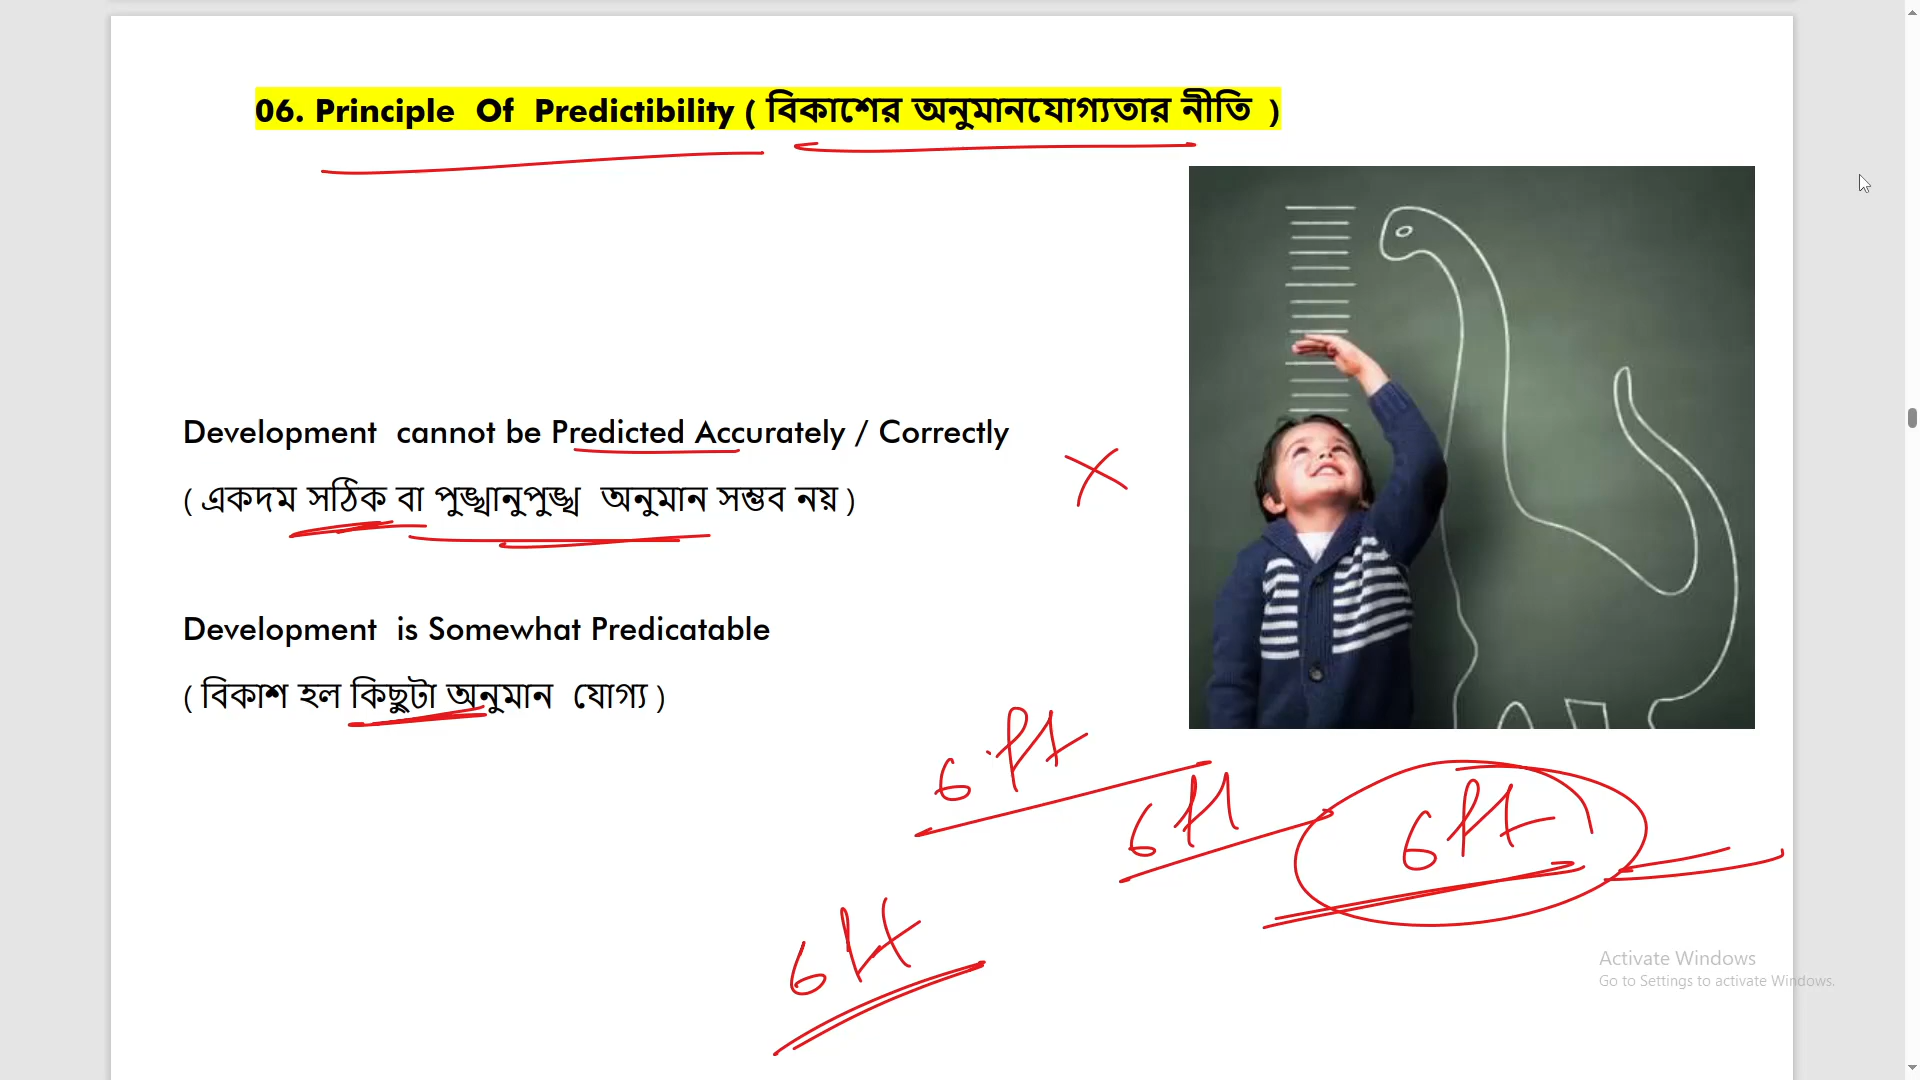 06. Principle Of Predictibility ( বিকাশের অনুমানযোগ্যতার নীতি )
Development cannot be Predicted Accurately / Correctly
( একদম সঠিক বা পুঙ্খানুপুঙ্খ অনুমান সম্ভব নয় )
Development is Somewhat Predicatable
( বিকাশ হল কিছুটা অনুমান যোগ্য )
6 ft
6 ft
6 ft
6 ft
Activate Windows
Go to Settings to activate Windows.